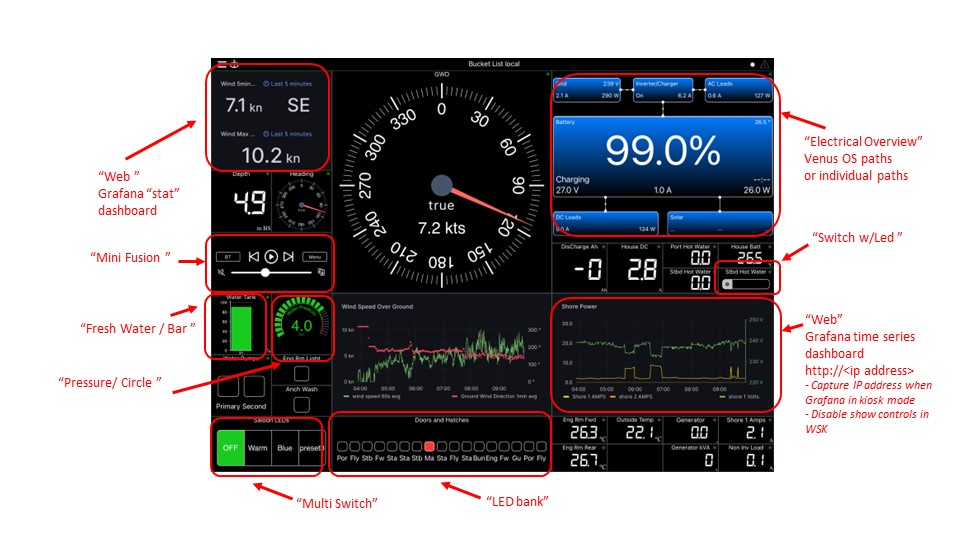 Bucket List local
Wind 5min... Last 5 minutes
7.1 kn SE
Wind Max ... Last 5 minutes
10.2 kn
Depth Heading
4.9
m BS
true
BT Menu
Water Tank
100
80
60
40
20
0
4.0
Eng Rm Light
Primary Second
Anch Wash
Saloon LEDs
OFF Warm Blue preset
GWD
0 30 60 90 120 150 180 210 240 270 300 330
true
7.2 kts
Wind Speed Over Ground
10 kn 300 °
5 kn 200 °
0 kn 100 °
04:00 05:00 06:00 07:00 08:00 09:00
wind speed 60s avg Ground Wind Direction 1min avg
Doors and Hatches
Por Fly Stb Fw Sta Sta Stb Ma Sta Fly Sta Bun Eng Fw Gu Por Fly
Grid 239 V
2.1 A 290 W
Inverter/Charger
On 6.2 A
AC Loads
0.6 A 127 W
Battery 26.5 °
99.0%
Charging --:--
27.0 V 1.0 A 26.0 W
DC Loads
5.0 A 134 W
Solar
-- --
DisCharge Ah
-0
Ah
House DC
2.8
A
Port Hot Water
0.0
House Batt
26.5
Stbd Hot Water
0.0
Stbd Hot Water
Shore Power
30.0 250 V
20.0 240 V
10.0 230 V
0 220 V
04:00 05:00 06:00 07:00 08:00 09:00
Shore 1 AMPS shore 2 AMPS shore 1 Volts
Eng Rm Fwd Outside Temp Generator Shore 1 Amps
26.3 °C 22.1 °C 0.0 2.1 A
Eng Rm Rear Generator kVA Non Inv Load
26.7 °C 0 0.1 A
“Web ”
Grafana “stat”
dashboard
“Mini Fusion ”
“Fresh Water / Bar ”
“Pressure/ Circle ”
“Multi Switch”
“LED bank”
“Electrical Overview”
Venus OS paths
or individual paths
“Switch w/Led ”
“Web”
Grafana time series
dashboard
http://<ip address>
- Capture IP address when
Grafana in kiosk mode
- Disable show controls in
WSK